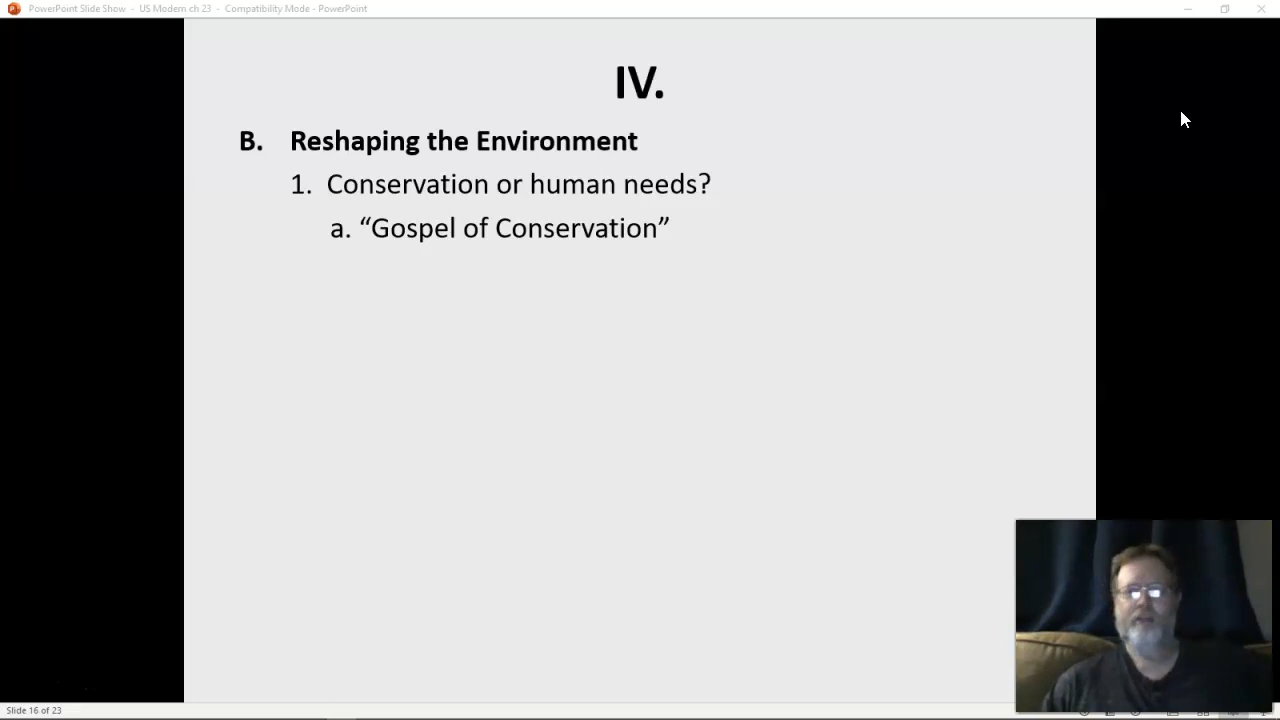 PowerPoint Slide Show - US Modern ch 23 - Compatibility Mode - PowerPoint
IV.
B. Reshaping the Environment
1. Conservation or human needs?
a. “Gospel of Conservation”
Slide 16 of 23